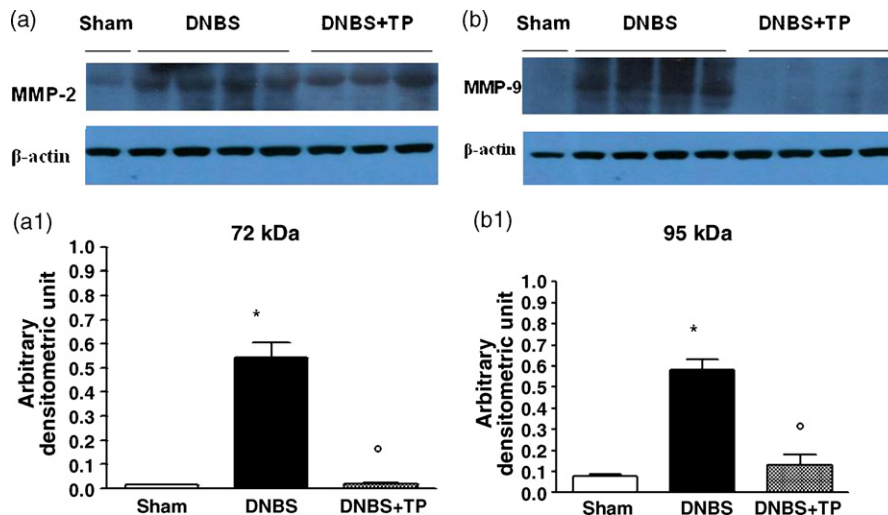 (a)
Sham DNBS DNBS+TP
MMP-2
β-actin
(b)
Sham DNBS DNBS+TP
MMP-9
β-actin
(a1)
72 kDa
Arbitrary
densitometric unit
1.0
0.9
0.8
0.7
0.6
0.5
0.4
0.3
0.2
0.1
0.0
*
°
Sham DNBS DNBS+TP
(b1)
95 kDa
Arbitrary
densitometric unit
1.0
0.9
0.8
0.7
0.6
0.5
0.4
0.3
0.2
0.1
0.0
*
°
Sham DNBS DNBS+TP